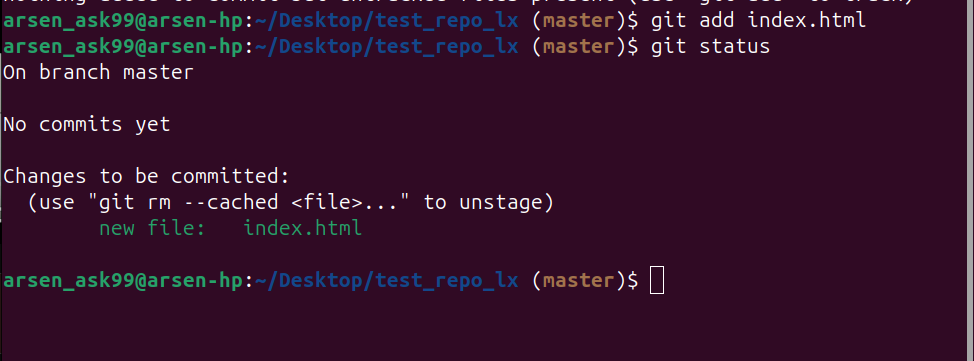 arsen_ask99@arsen-hp:~/Desktop/test_repo_lx (master)$ git add index.html
arsen_ask99@arsen-hp:~/Desktop/test_repo_lx (master)$ git status
On branch master
No commits yet
Changes to be committed:
  (use "git rm --cached <file>..." to unstage)
        new file:   index.html
arsen_ask99@arsen-hp:~/Desktop/test_repo_lx (master)$